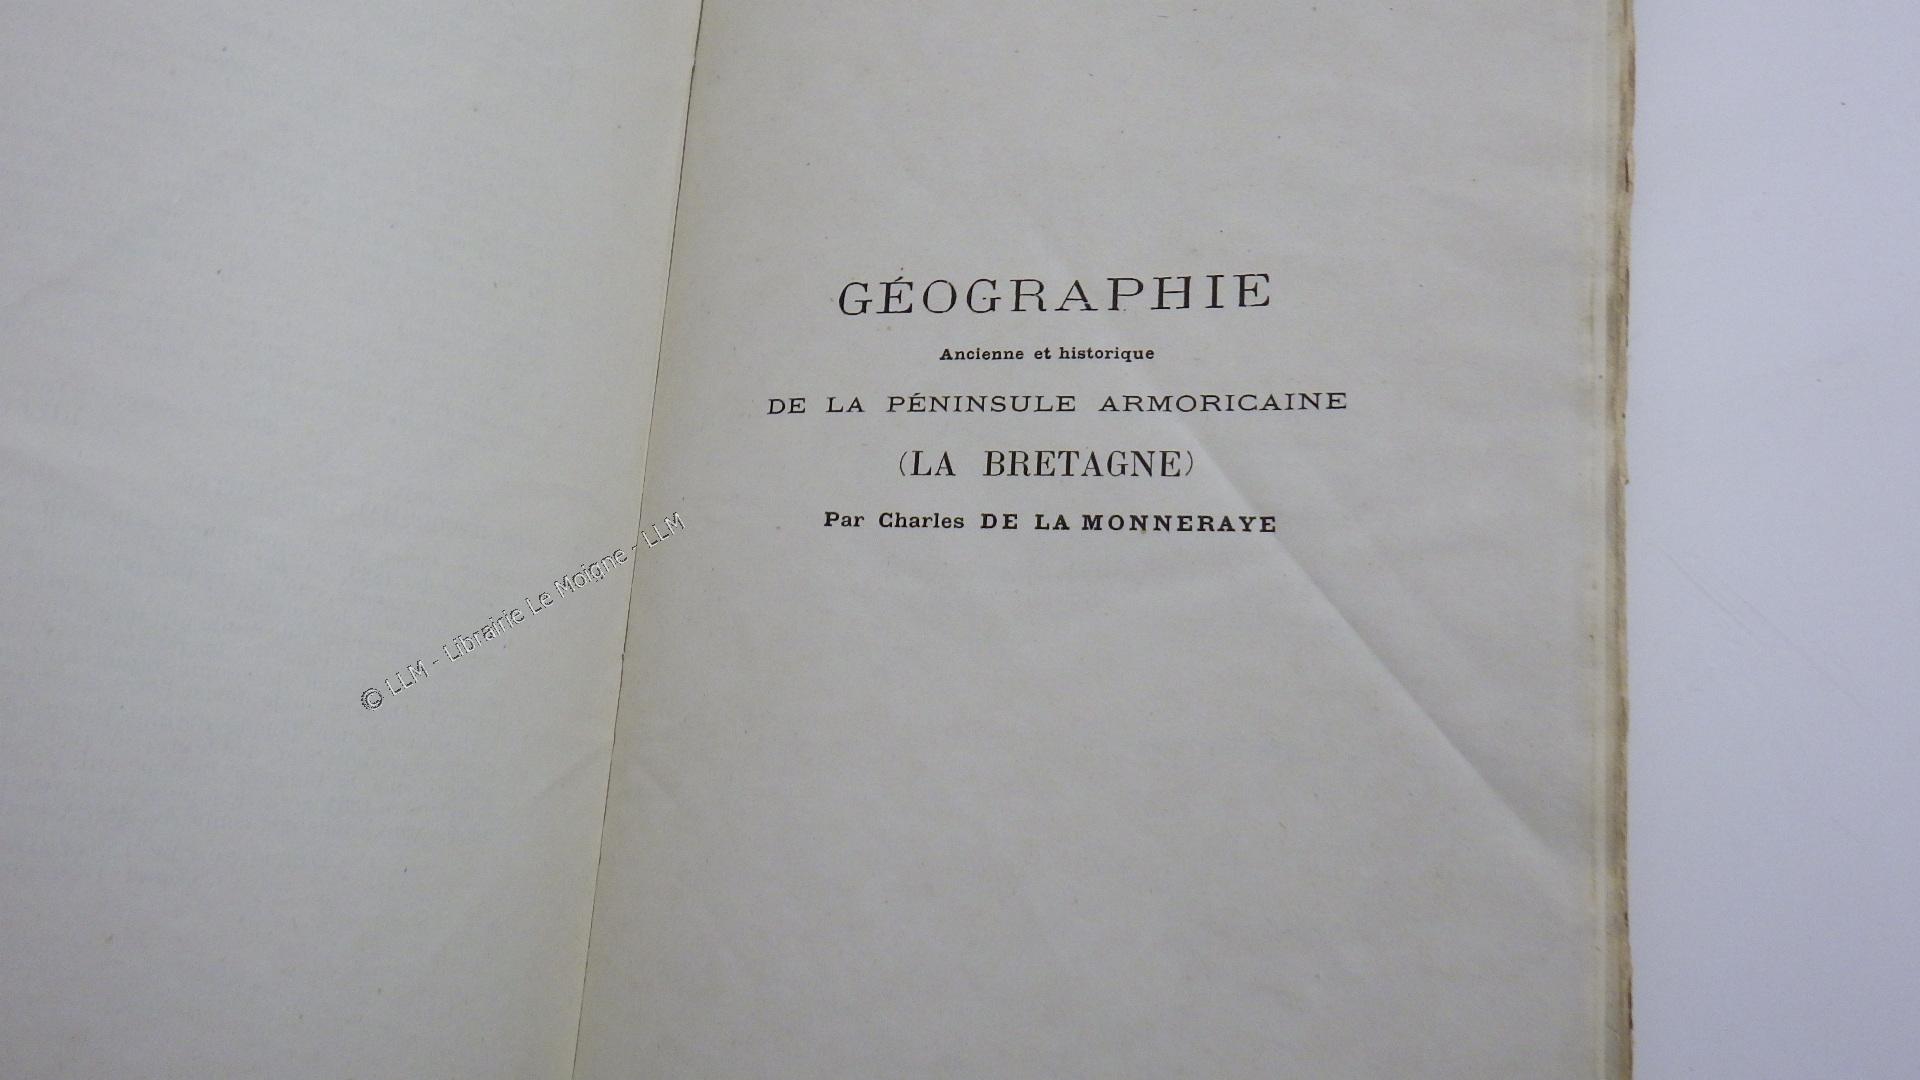 GÉOGRAPHIE
Ancienne et historique
DE LA PÉNINSULE ARMORICAINE
(LA BRETAGNE)
Par Charles DE LA MONNERAYE
© LLM - Librairie Le Moigne - LLM